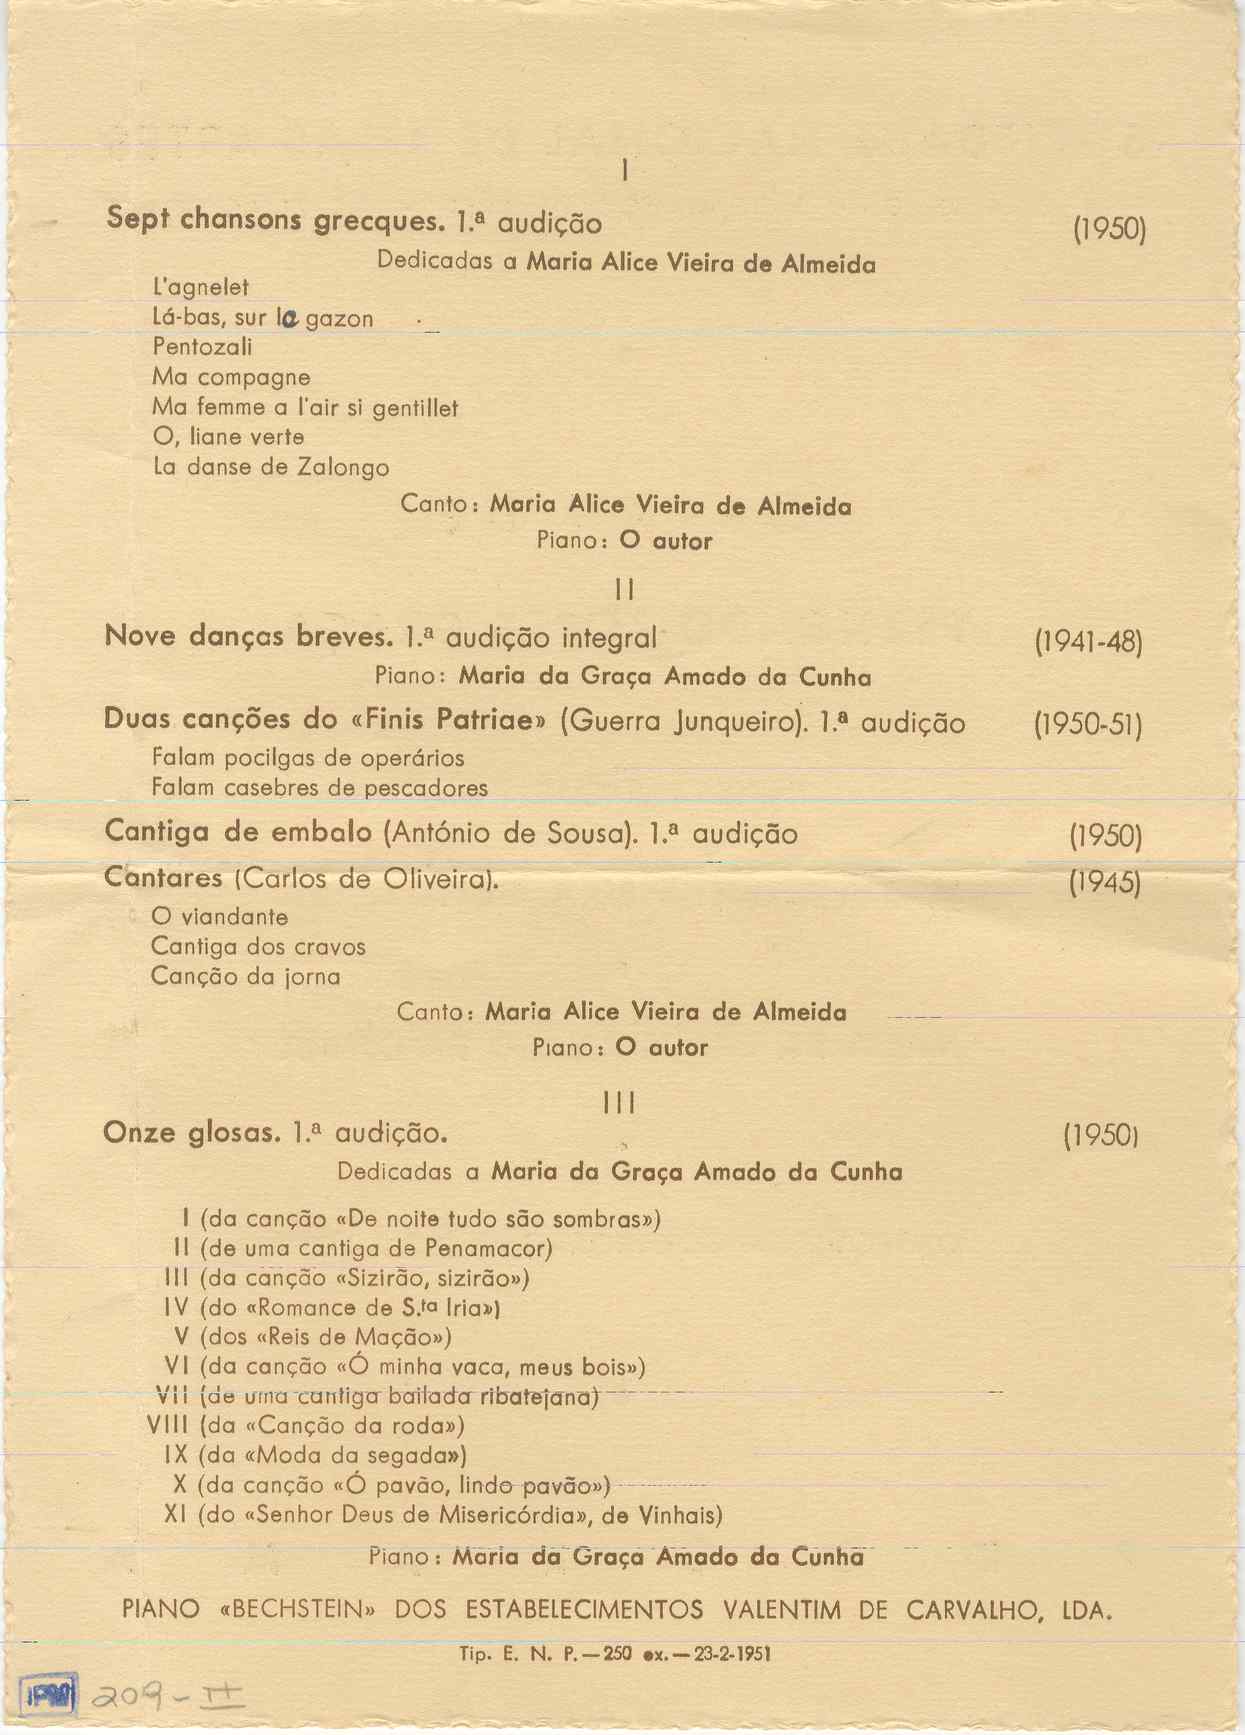 I
Sept chansons grecques. 1.ª audição (1950)
Dedicadas a Maria Alice Vieira de Almeida
L'agnelet
Lá-bas, sur le gazon
Pentozali
Ma compagne
Ma femme a l'air si gentillet
O, liane verte
La danse de Zalongo
Canto: Maria Alice Vieira de Almeida
Piano: O autor
II
Nove danças breves. 1.ª audição integral (1941-48)
Piano: Maria da Graça Amado da Cunha
Duas canções do «Finis Patriae» (Guerra Junqueiro). 1.ª audição (1950-51)
Falam pocilgas de operários
Falam casebres de pescadores
Cantiga de embalo (António de Sousa). 1.ª audição (1950)
Cantares (Carlos de Oliveira). (1945)
O viandante
Cantiga dos cravos
Canção da jorna
Canto: Maria Alice Vieira de Almeida
Piano: O autor
III
Onze glosas. 1.ª audição. (1950)
Dedicadas a Maria da Graça Amado da Cunha
I (da canção «De noite tudo são sombras»)
II (de uma cantiga de Penamacor)
III (da canção «Sizirão, sizirão»)
IV (do «Romance de S.ta Iria»)
V (dos «Reis de Mação»)
VI (da canção «Ó minha vaca, meus bois»)
VII (de uma cantiga bailada ribatejana)
VIII (da «Canção da roda»)
IX (da «Moda da segada»)
X (da canção «Ó pavão, lindo pavão»)
XI (do «Senhor Deus de Misericórdia», de Vinhais)
Piano: Maria da Graça Amado da Cunha
PIANO «BECHSTEIN» DOS ESTABELECIMENTOS VALENTIM DE CARVALHO, LDA.
Tip. E. N. P.—250 ex.—23-2-1951
209-II